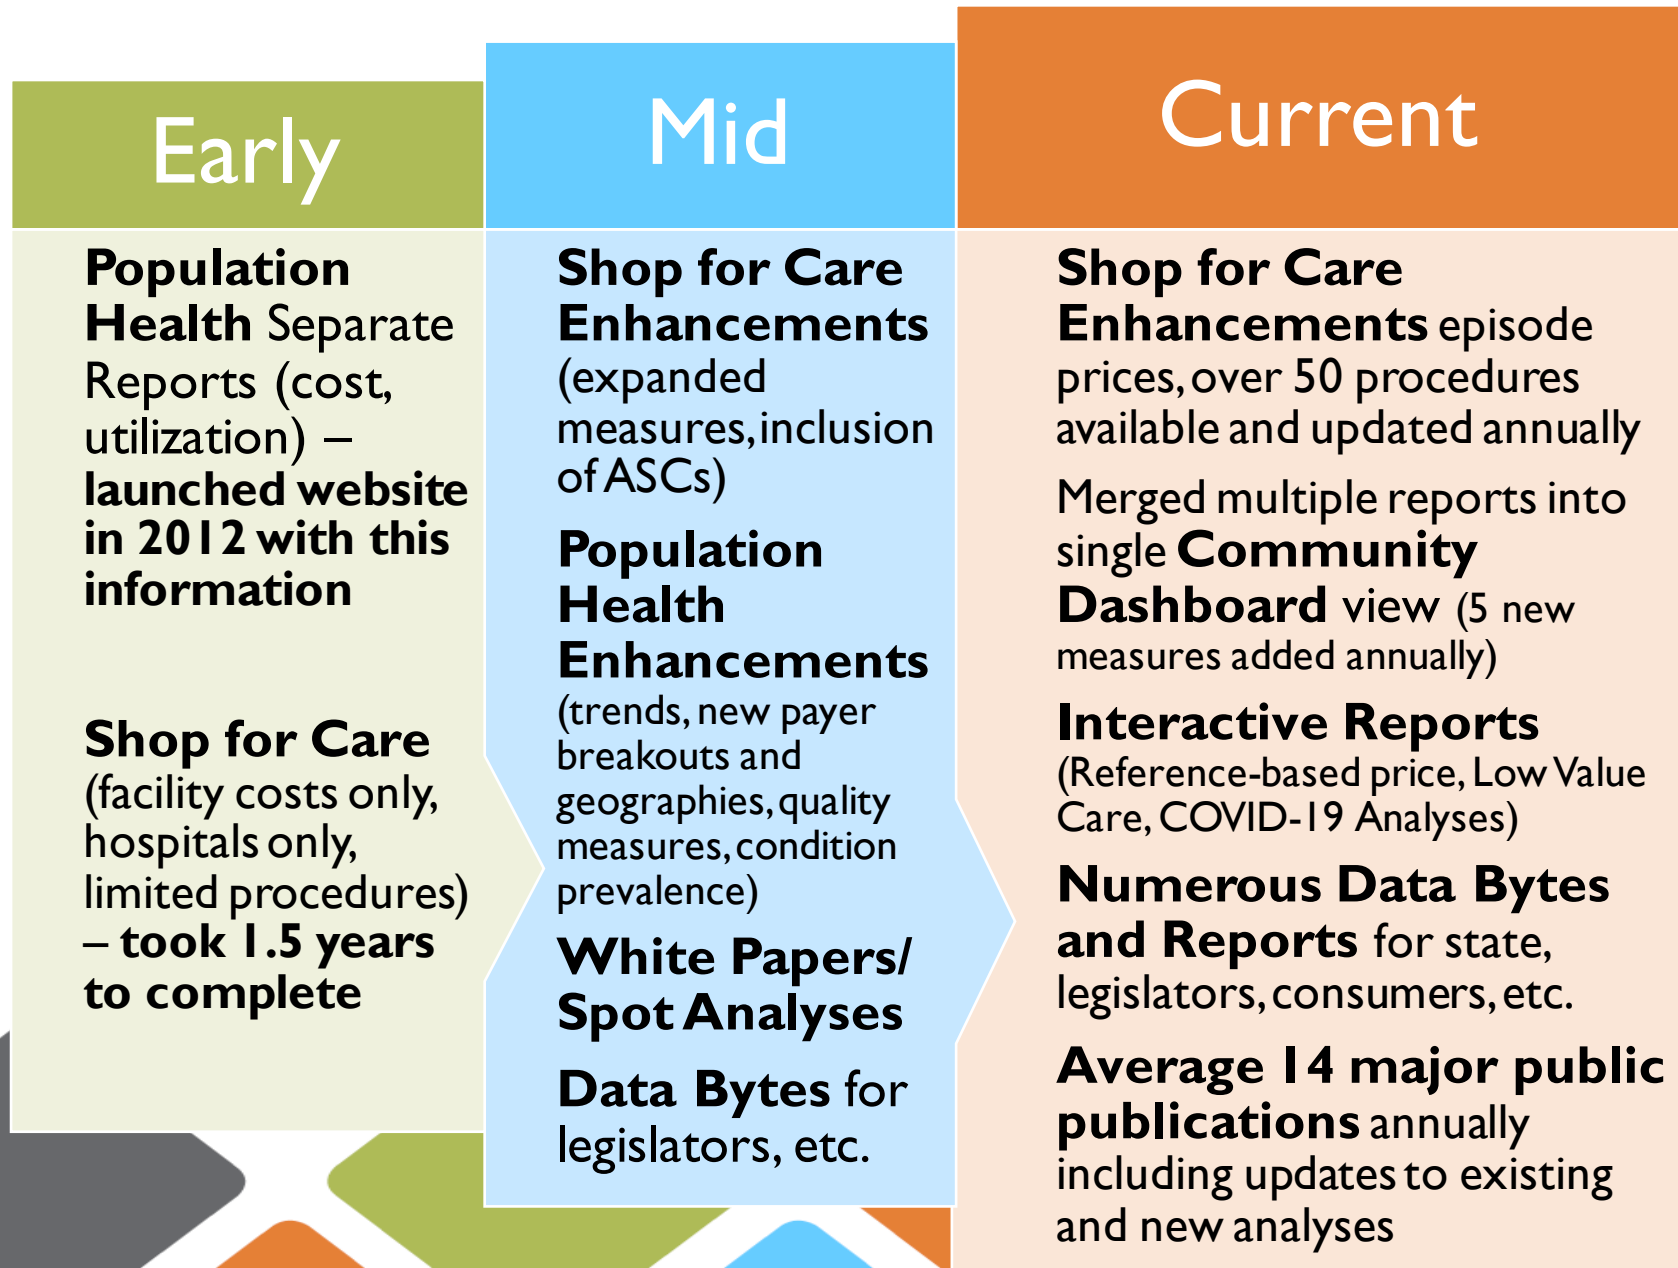 Early
Population
Health Separate
Reports (cost,
utilization) –
launched website
in 2012 with this
information
Shop for Care
(facility costs only,
hospitals only,
limited procedures)
– took 1.5 years
to complete
Mid
Shop for Care
Enhancements
(expanded
measures, inclusion
of ASCs)
Population
Health
Enhancements
(trends, new payer
breakouts and
geographies, quality
measures, condition
prevalence)
White Papers/
Spot Analyses
Data Bytes for
legislators, etc.
Current
Shop for Care
Enhancements episode
prices, over 50 procedures
available and updated annually
Merged multiple reports into
single Community
Dashboard view (5 new
measures added annually)
Interactive Reports
(Reference-based price, Low Value
Care, COVID-19 Analyses)
Numerous Data Bytes
and Reports for state,
legislators, consumers, etc.
Average 14 major public
publications annually
including updates to existing
and new analyses